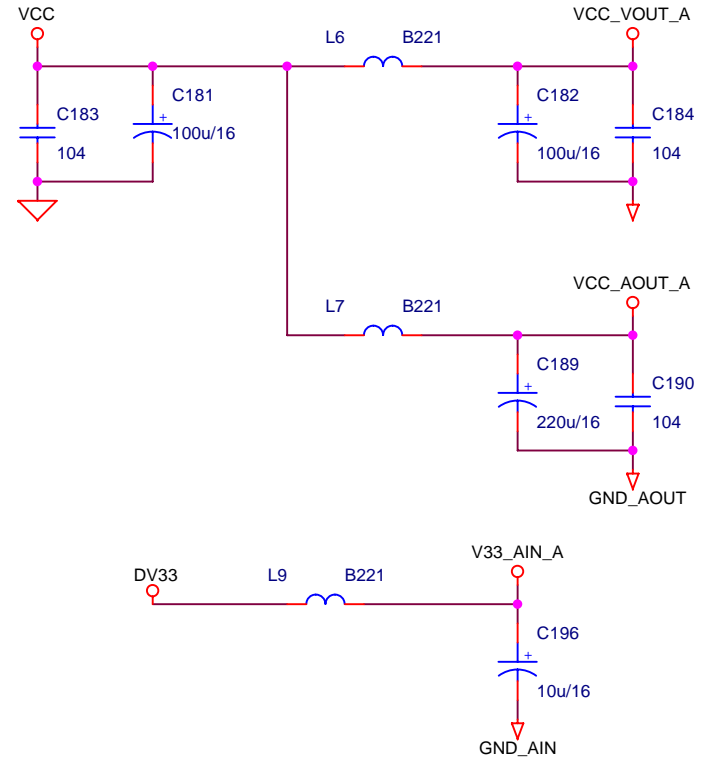 VCC
VCC_VOUT_A
L6
B221
C183
104
C181
+
100u/16
C182
+
100u/16
C184
104
VCC_AOUT_A
L7
B221
C189
+
220u/16
C190
104
GND_AOUT
V33_AIN_A
DV33
L9
B221
C196
+
10u/16
GND_AIN